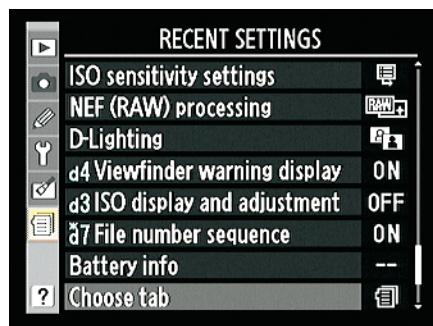 RECENT SETTINGS
ISO sensitivity settings
NEF (RAW) processing RAW+
D-Lighting
d4 Viewfinder warning display ON
d3 ISO display and adjustment OFF
d7 File number sequence ON
Battery info --
? Choose tab